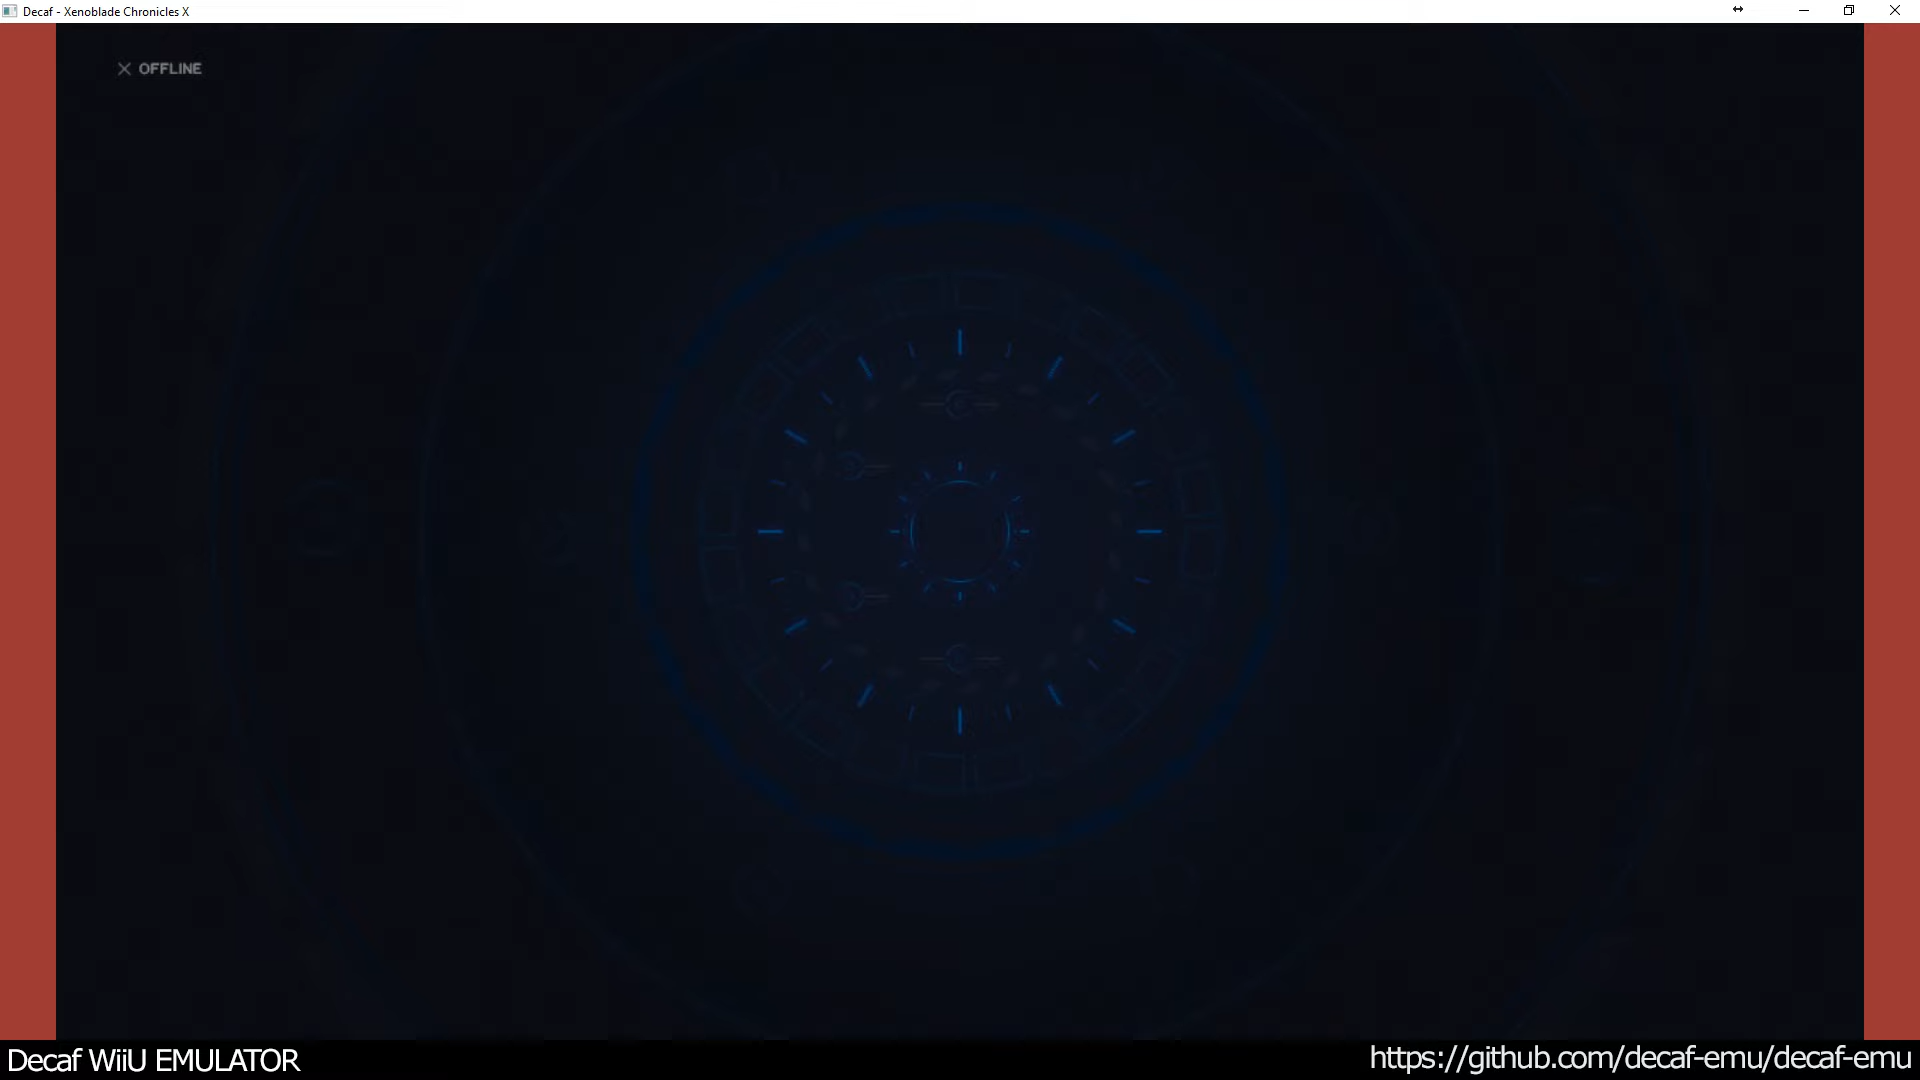 Decaf - Xenoblade Chronicles X
OFFLINE
Decaf WiiU EMULATOR
https://github.com/decaf-emu/decaf-emu